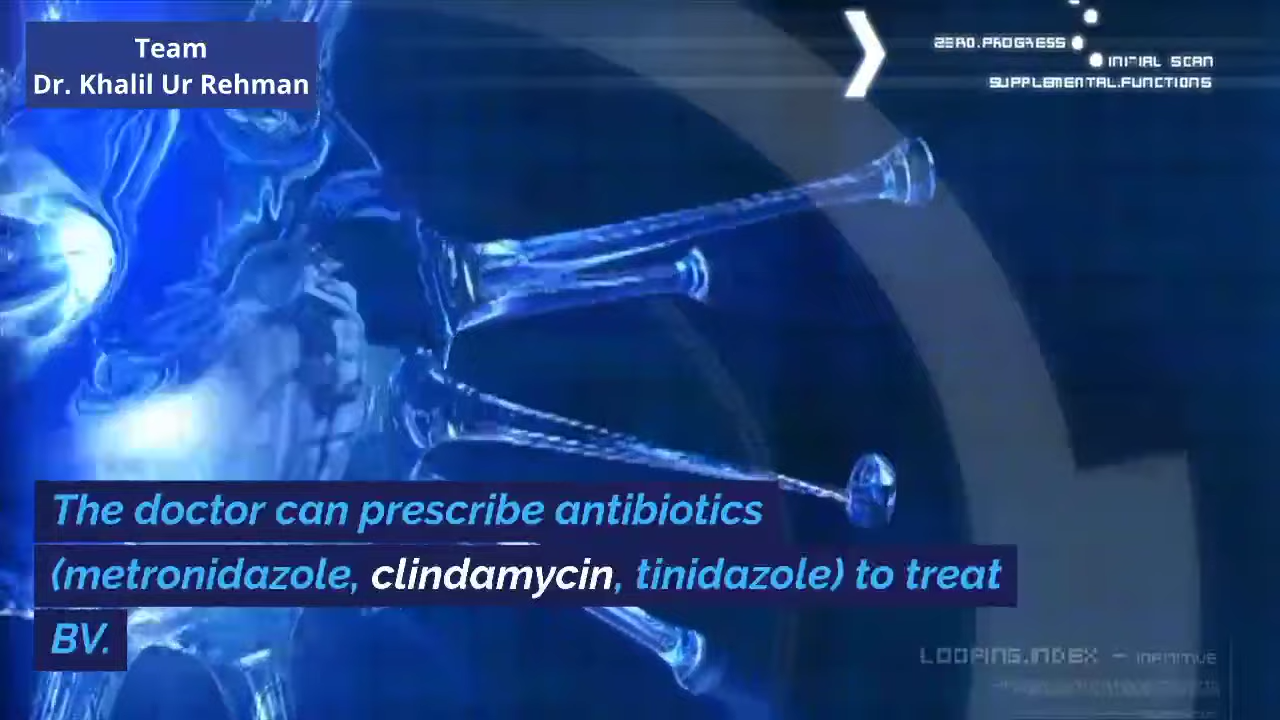 Team
Dr. Khalil Ur Rehman
ZERO.PROGRESS
INITIAL SCAN
SUPPLEMENTAL.FUNCTIONS
The doctor can prescribe antibiotics
(metronidazole, clindamycin, tinidazole) to treat
BV.
LOOPING.INDEX –